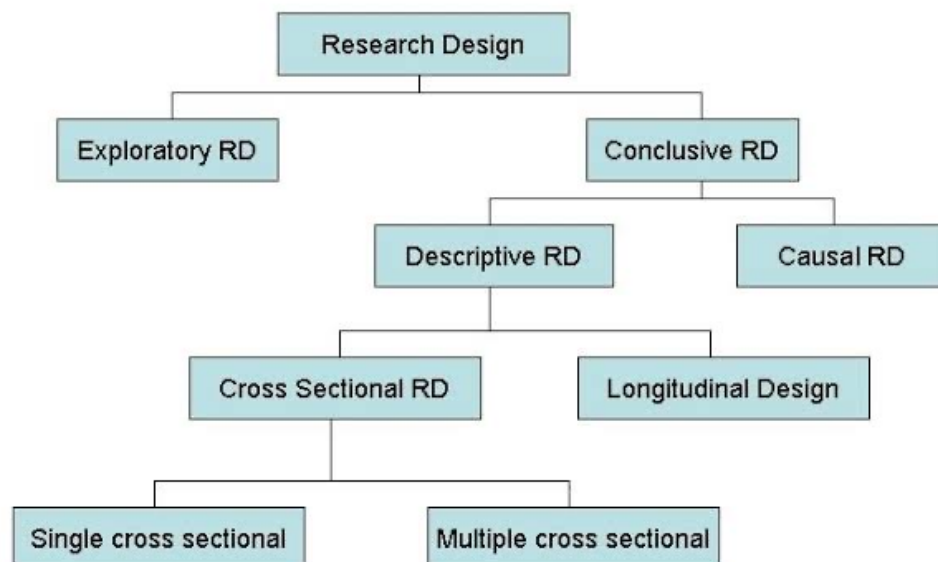 Research Design
Exploratory RD
Conclusive RD
Descriptive RD
Causal RD
Cross Sectional RD
Longitudinal Design
Single cross sectional
Multiple cross sectional